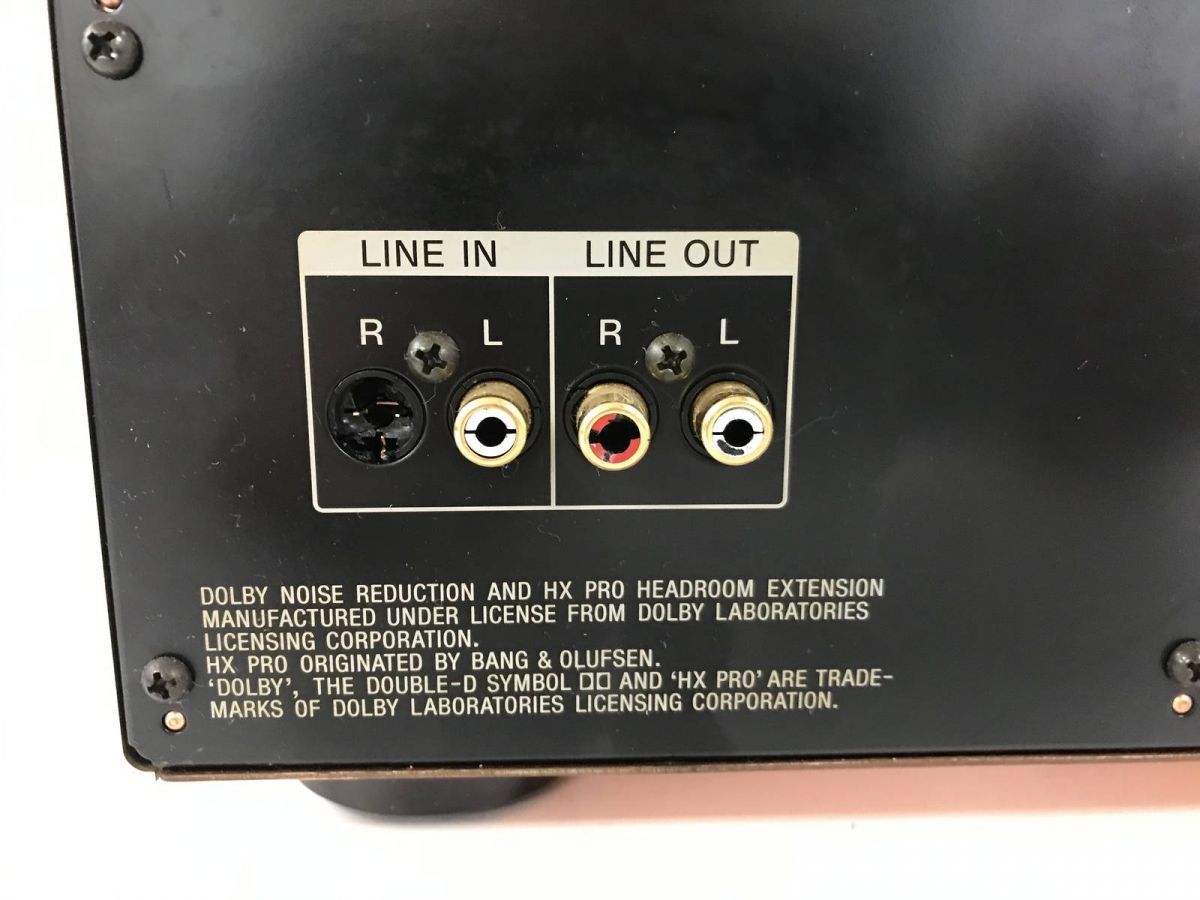 LINE IN LINE OUT
R L R L
DOLBY NOISE REDUCTION AND HX PRO HEADROOM EXTENSION
MANUFACTURED UNDER LICENSE FROM DOLBY LABORATORIES
LICENSING CORPORATION.
HX PRO ORIGINATED BY BANG & OLUFSEN.
‘DOLBY’, THE DOUBLE-D SYMBOL AND ‘HX PRO’ ARE TRADE-
MARKS OF DOLBY LABORATORIES LICENSING CORPORATION.